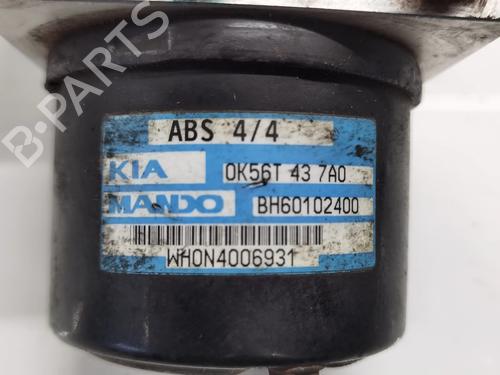 ABS 4/4
KIA 0K56T 43 7A0
MANDO BH60102400
WH0N4006931
B-PARTS